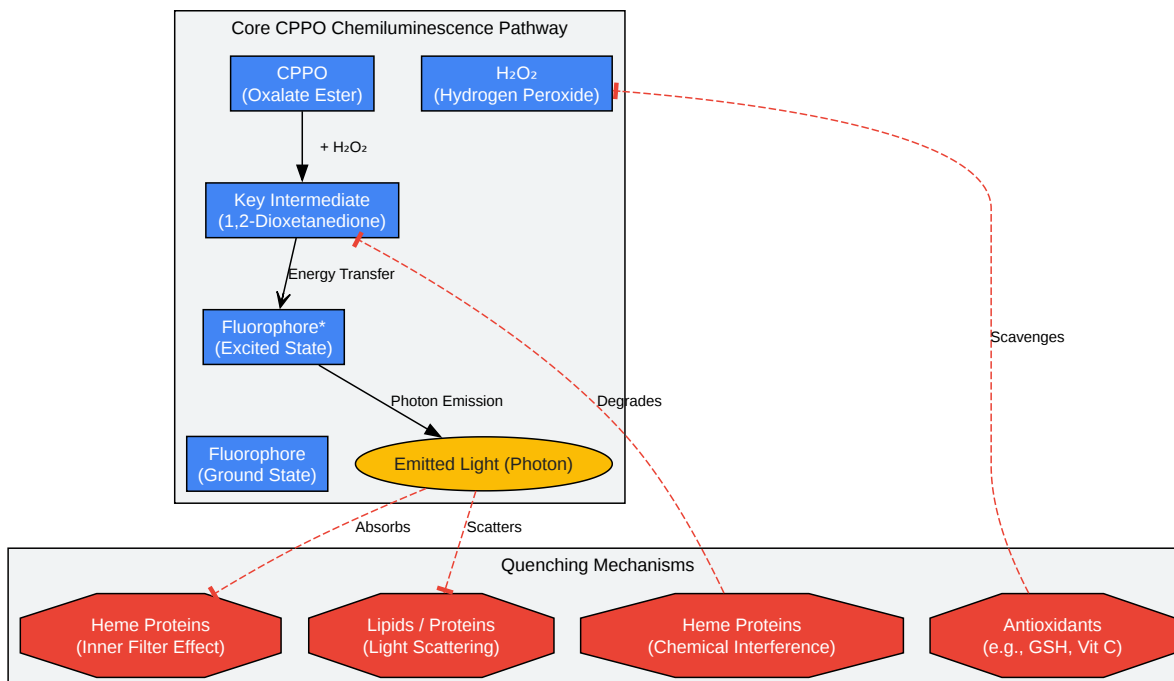 Core CPPO Chemiluminescence Pathway
CPPO
(Oxalate Ester)
H₂O₂
(Hydrogen Peroxide)
+ H₂O₂
Key Intermediate
(1,2-Dioxetanedione)
Energy Transfer
Fluorophore*
(Excited State)
Scavenges
Photon Emission
Degrades
Fluorophore
(Ground State)
Emitted Light (Photon)
Absorbs
Scatters
Quenching Mechanisms
Heme Proteins
(Inner Filter Effect)
Lipids / Proteins
(Light Scattering)
Heme Proteins
(Chemical Interference)
Antioxidants
(e.g., GSH, Vit C)